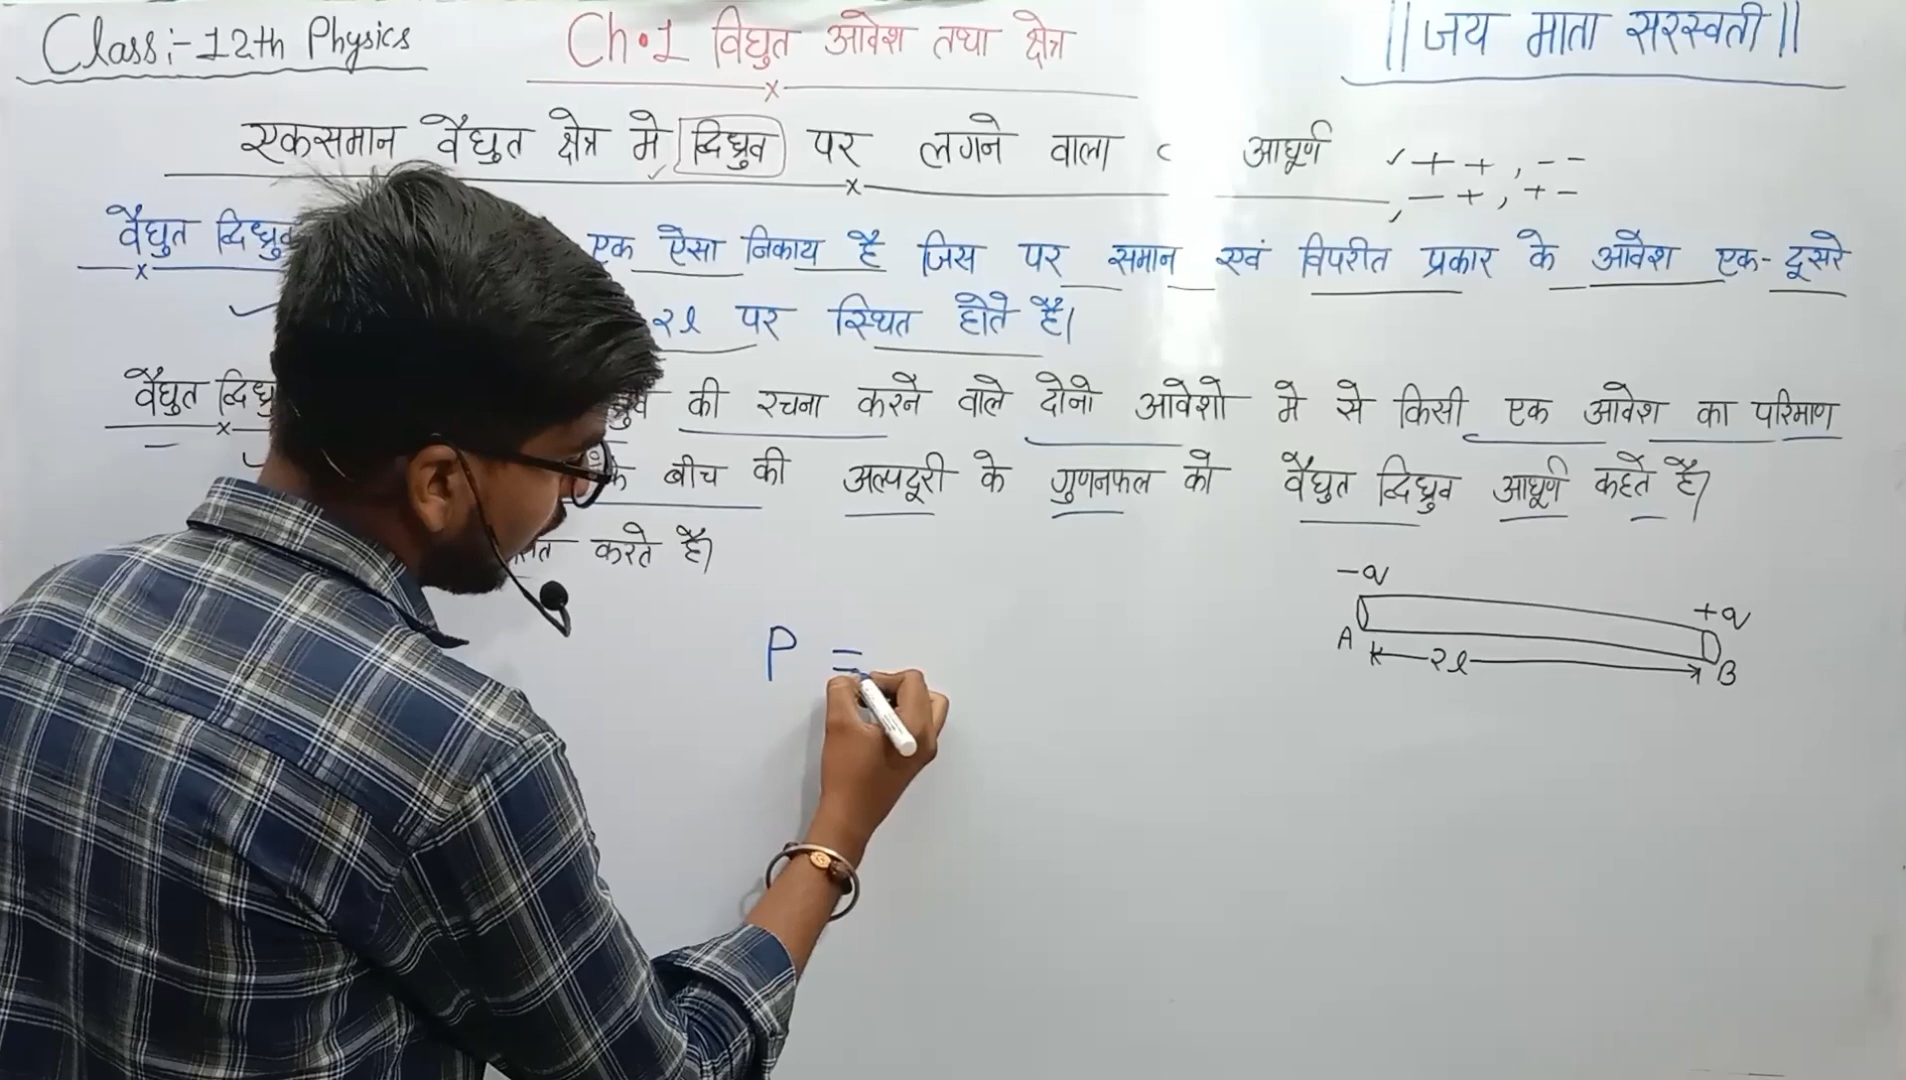 Class:- 12th Physics
Ch.1 विद्युत आवेश तथा क्षेत्र
|| जय माता सरस्वती ||
एकसमान वैद्युत क्षेत्र मे द्विध्रुव पर लगने वाला आघूर्ण ✓ + + , - -
, - + , + -
वैद्युत द्विध्रुव एक ऐसा निकाय है जिस पर समान एवं विपरीत प्रकार के आवेश एक-दूसरे
2l पर स्थित होते है।
वैद्युत की रचना करने वाले दोनो आवेशो मे से किसी एक आवेश का परिमाण
के बीच की अल्पदूरी के गुणनफल को वैद्युत द्विध्रुव आघूर्ण कहते है।
करते है।
-q
+q
A
2l
B
P =